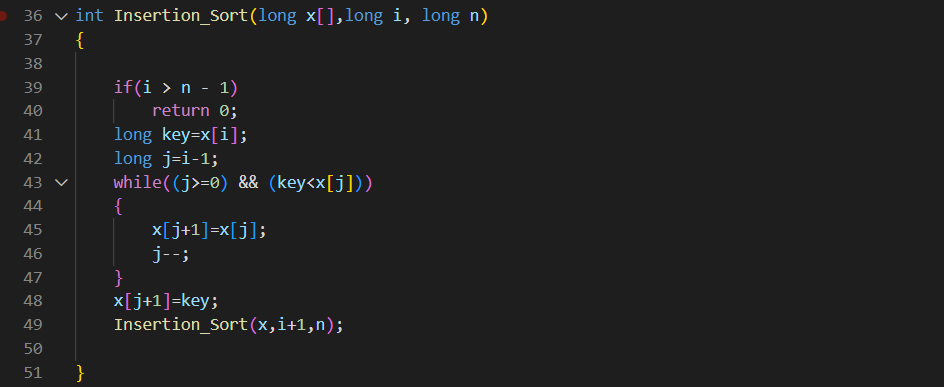 36 int Insertion_Sort(long x[],long i, long n)
37 {
38
39     if(i > n - 1)
40         return 0;
41     long key=x[i];
42     long j=i-1;
43     while((j>=0) && (key<x[j]))
44     {
45         x[j+1]=x[j];
46         j--;
47     }
48     x[j+1]=key;
49     Insertion_Sort(x,i+1,n);
50
51 }